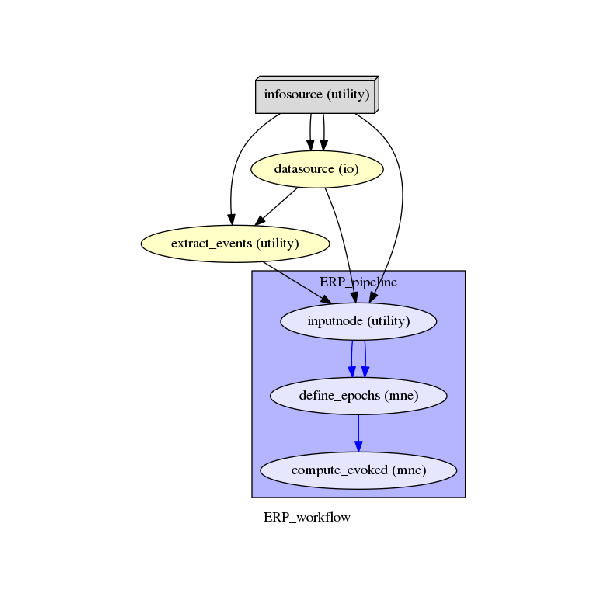 infosource (utility)
datasource (io)
extract_events (utility)
ERP_pipeline
inputnode (utility)
define_epochs (mne)
compute_evoked (mne)
ERP_workflow